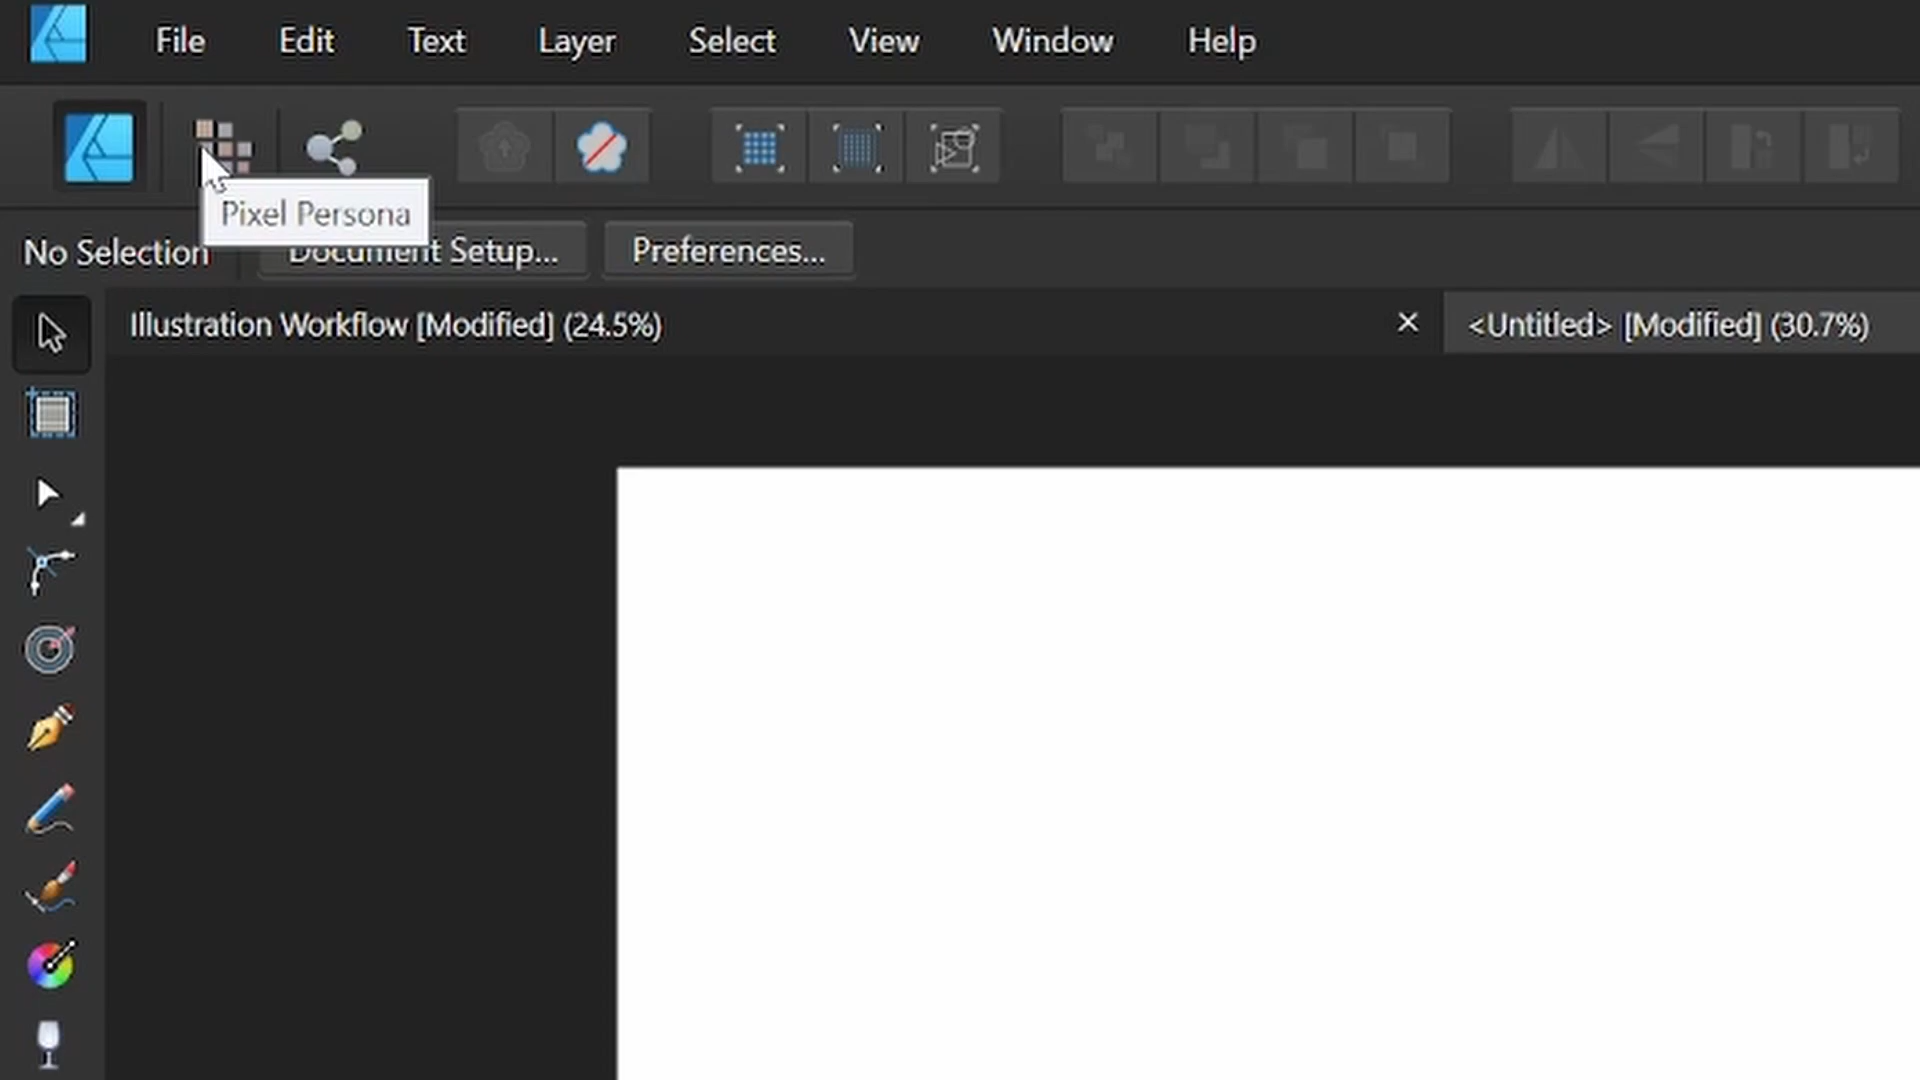 File Edit Text Layer Select View Window Help
Pixel Persona
No Selection Document Setup... Preferences...
Illustration Workflow [Modified] (24.5%) <Untitled> [Modified] (30.7%)